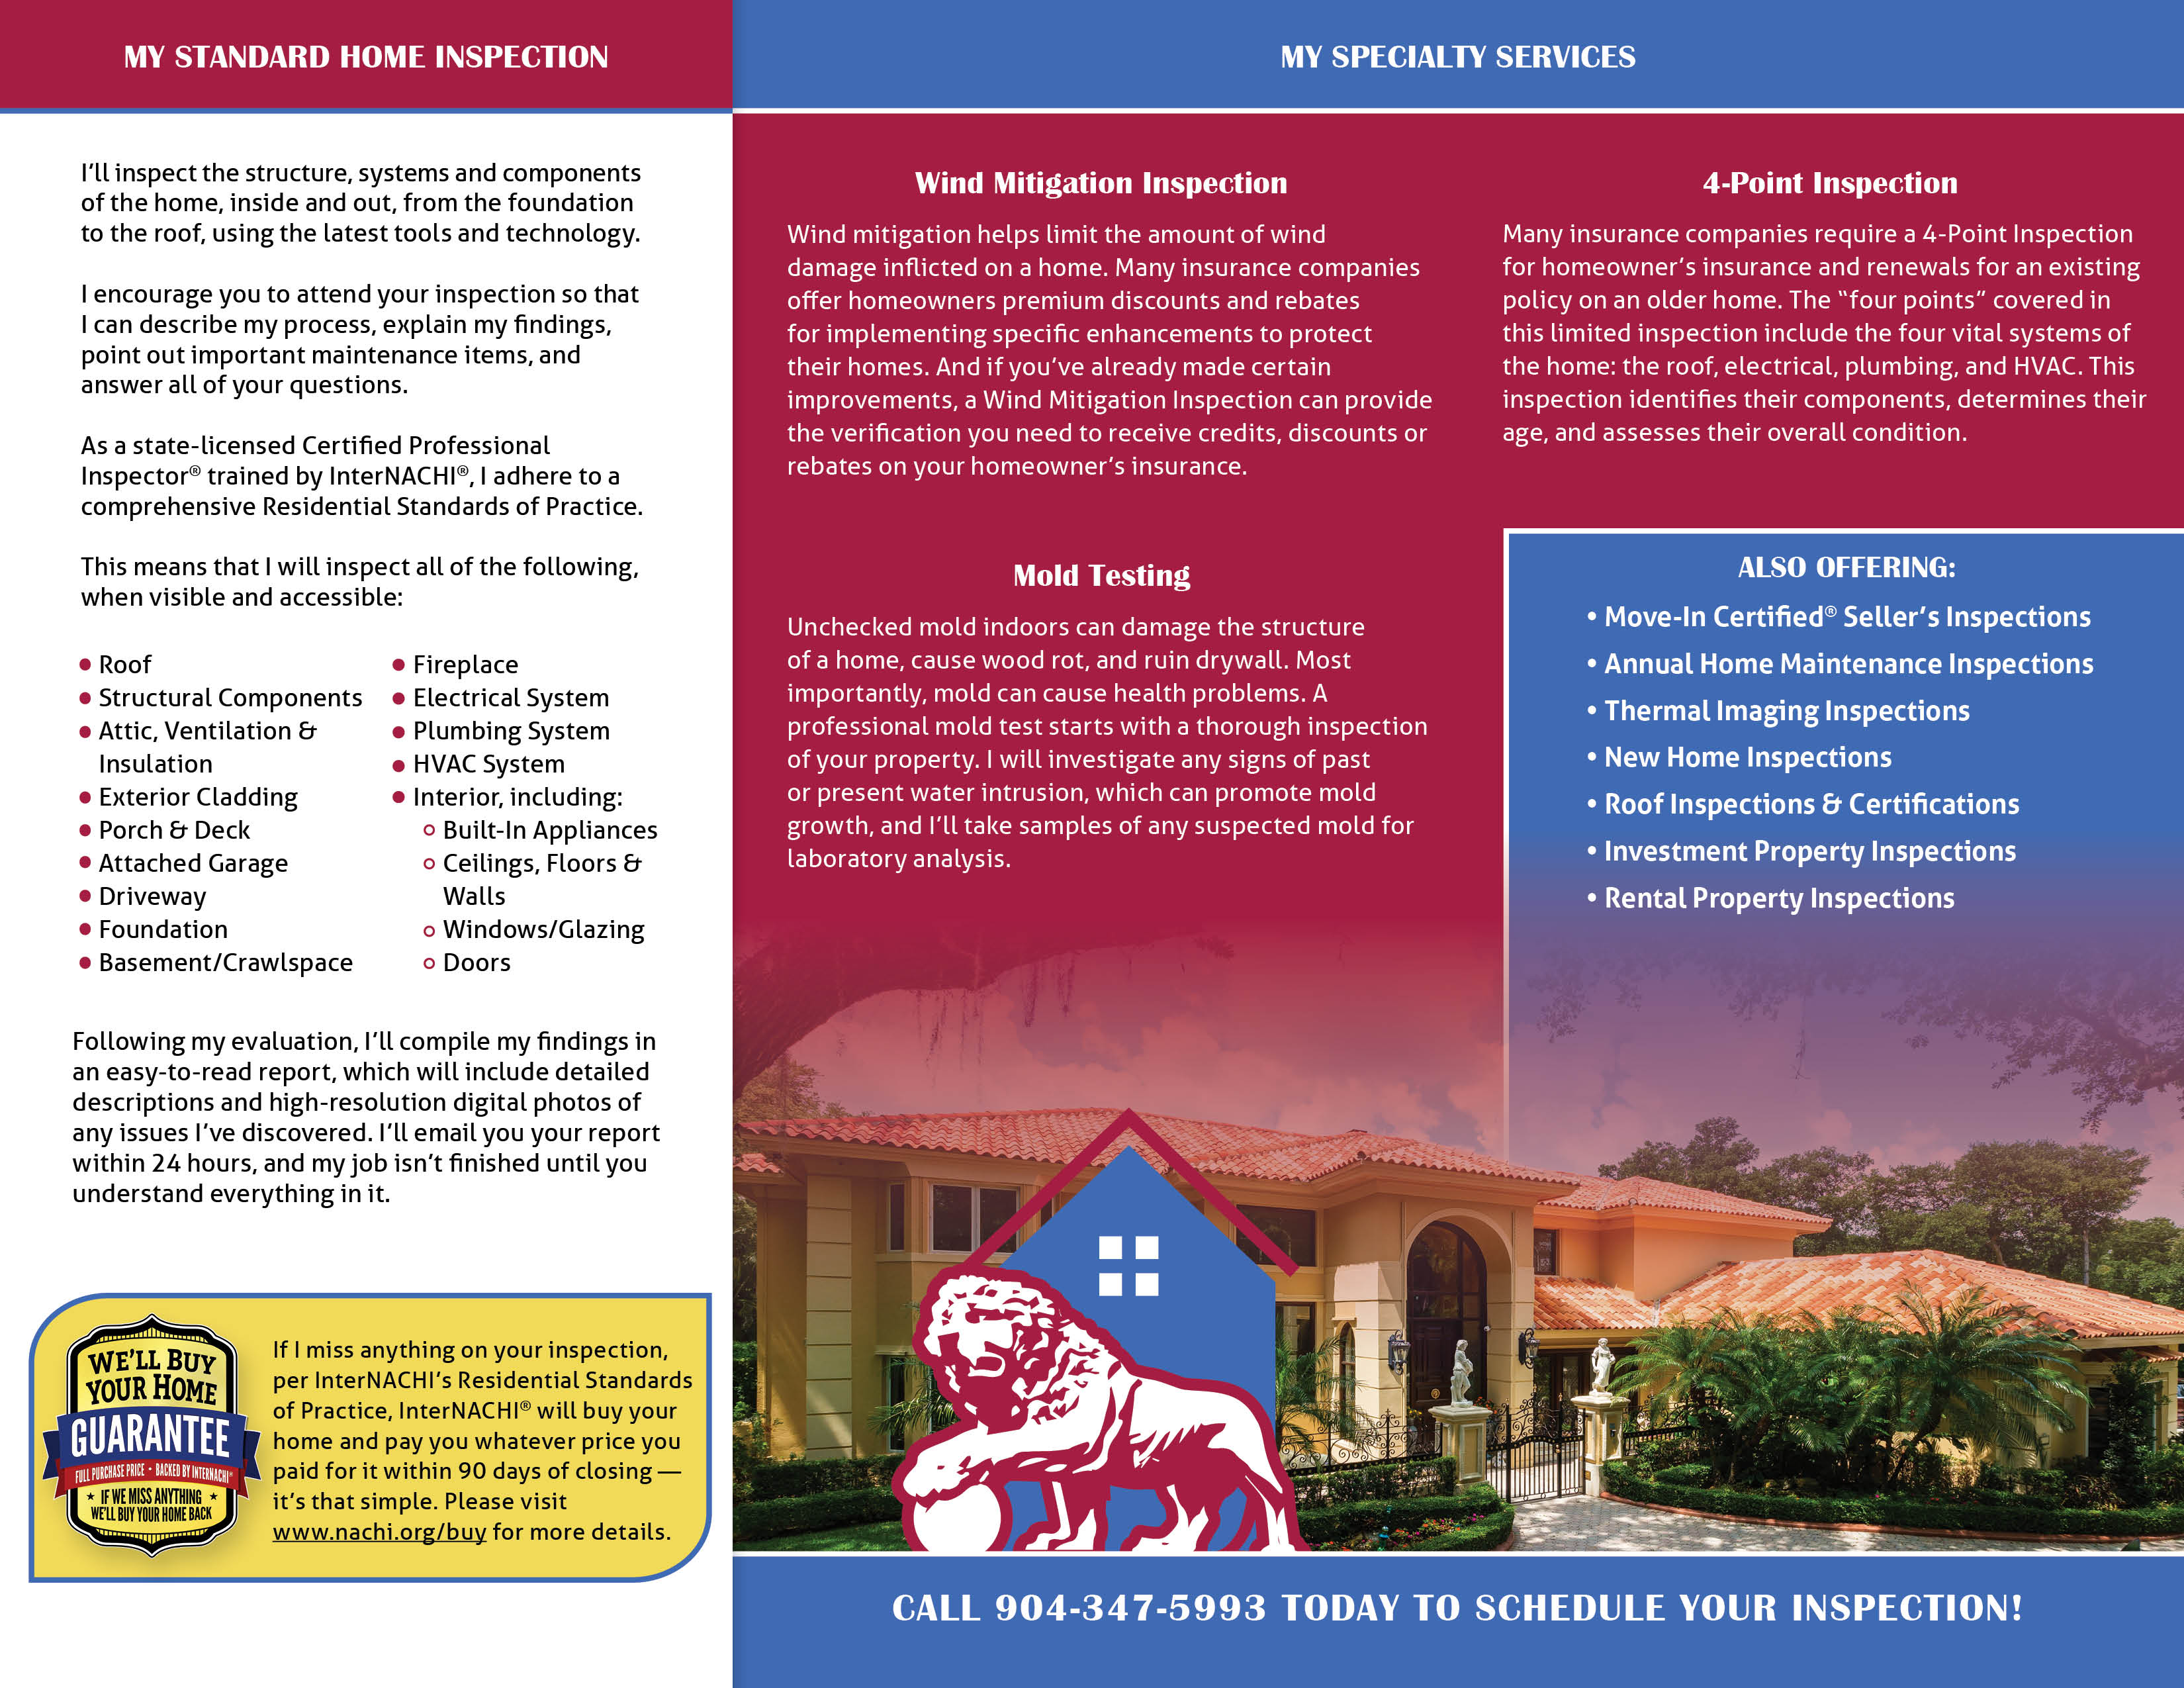 MY STANDARD HOME INSPECTION
I'll inspect the structure, systems and components
of the home, inside and out, from the foundation
to the roof, using the latest tools and technology.
I encourage you to attend your inspection so that
I can describe my process, explain my findings,
point out important maintenance items, and
answer all of your questions.
As a state-licensed Certified Professional
Inspector® trained by InterNACHI®, I adhere to a
comprehensive Residential Standards of Practice.
This means that I will inspect all of the following,
when visible and accessible:
• Roof
• Structural Components
• Attic, Ventilation &
Insulation
• Exterior Cladding
• Porch & Deck
• Attached Garage
• Driveway
• Foundation
• Basement/Crawlspace
• Fireplace
• Electrical System
• Plumbing System
• HVAC System
• Interior, including:
○ Built-In Appliances
○ Ceilings, Floors &
Walls
○ Windows/Glazing
○ Doors
Following my evaluation, I'll compile my findings in
an easy-to-read report, which will include detailed
descriptions and high-resolution digital photos of
any issues I've discovered. I'll email you your report
within 24 hours, and my job isn't finished until you
understand everything in it.
WE'LL BUY
YOUR HOME
GUARANTEE
FULL PURCHASE PRICE • BACKED BY INTERNACHI®
★ IF WE MISS ANYTHING ★
WE'LL BUY YOUR HOME BACK
If I miss anything on your inspection,
per InterNACHI's Residential Standards
of Practice, InterNACHI® will buy your
home and pay you whatever price you
paid for it within 90 days of closing —
it's that simple. Please visit
www.nachi.org/buy for more details.
MY SPECIALTY SERVICES
Wind Mitigation Inspection
Wind mitigation helps limit the amount of wind
damage inflicted on a home. Many insurance companies
offer homeowners premium discounts and rebates
for implementing specific enhancements to protect
their homes. And if you've already made certain
improvements, a Wind Mitigation Inspection can provide
the verification you need to receive credits, discounts or
rebates on your homeowner's insurance.
Mold Testing
Unchecked mold indoors can damage the structure
of a home, cause wood rot, and ruin drywall. Most
importantly, mold can cause health problems. A
professional mold test starts with a thorough inspection
of your property. I will investigate any signs of past
or present water intrusion, which can promote mold
growth, and I'll take samples of any suspected mold for
laboratory analysis.
4-Point Inspection
Many insurance companies require a 4-Point Inspection
for homeowner's insurance and renewals for an existing
policy on an older home. The “four points” covered in
this limited inspection include the four vital systems of
the home: the roof, electrical, plumbing, and HVAC. This
inspection identifies their components, determines their
age, and assesses their overall condition.
ALSO OFFERING:
• Move-In Certified® Seller's Inspections
• Annual Home Maintenance Inspections
• Thermal Imaging Inspections
• New Home Inspections
• Roof Inspections & Certifications
• Investment Property Inspections
• Rental Property Inspections
CALL 904-347-5993 TODAY TO SCHEDULE YOUR INSPECTION!